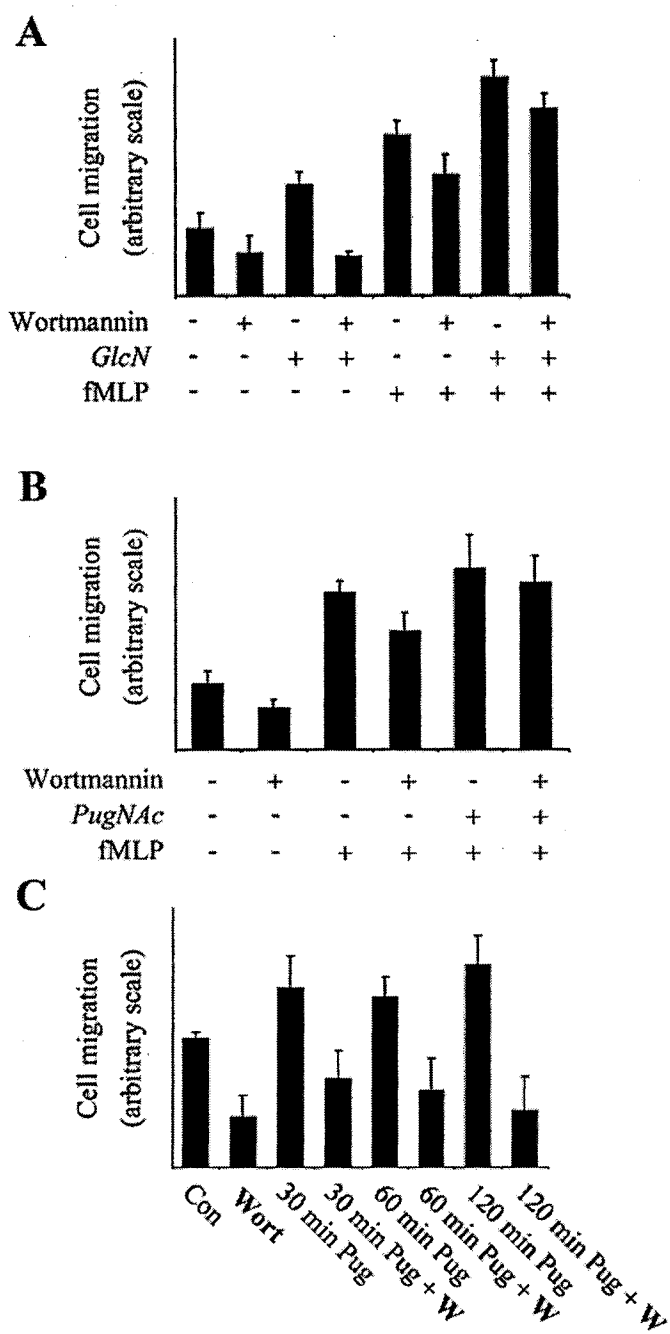 A
Cell migration
(arbitrary scale)
Wortmannin - + - + - + - +
GlcN - - + + - - + +
fMLP - - - - + + + +
B
Cell migration
(arbitrary scale)
Wortmannin - + - + - +
PugNAc - - - - + +
fMLP - - + + + +
C
Cell migration
(arbitrary scale)
Con
Wort
30 min Pug
30 min Pug + W
60 min Pug
60 min Pug + W
120 min Pug
120 min Pug + W